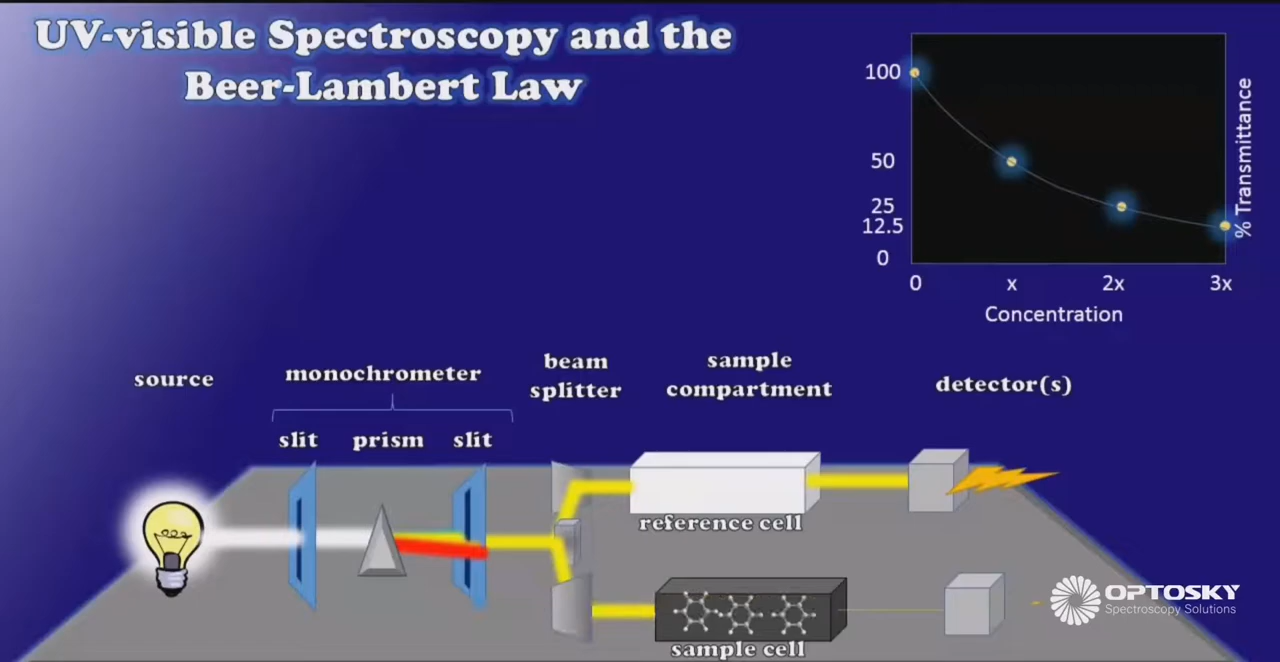 UV-visible Spectroscopy and the
Beer-Lambert Law
100
50
25
12.5
0
% Transmittance
0 x 2x 3x
Concentration
source
monochrometer
beam
splitter
sample
compartment
detector(s)
slit prism slit
reference cell
sample cell
OPTOSKY
Spectroscopy Solutions